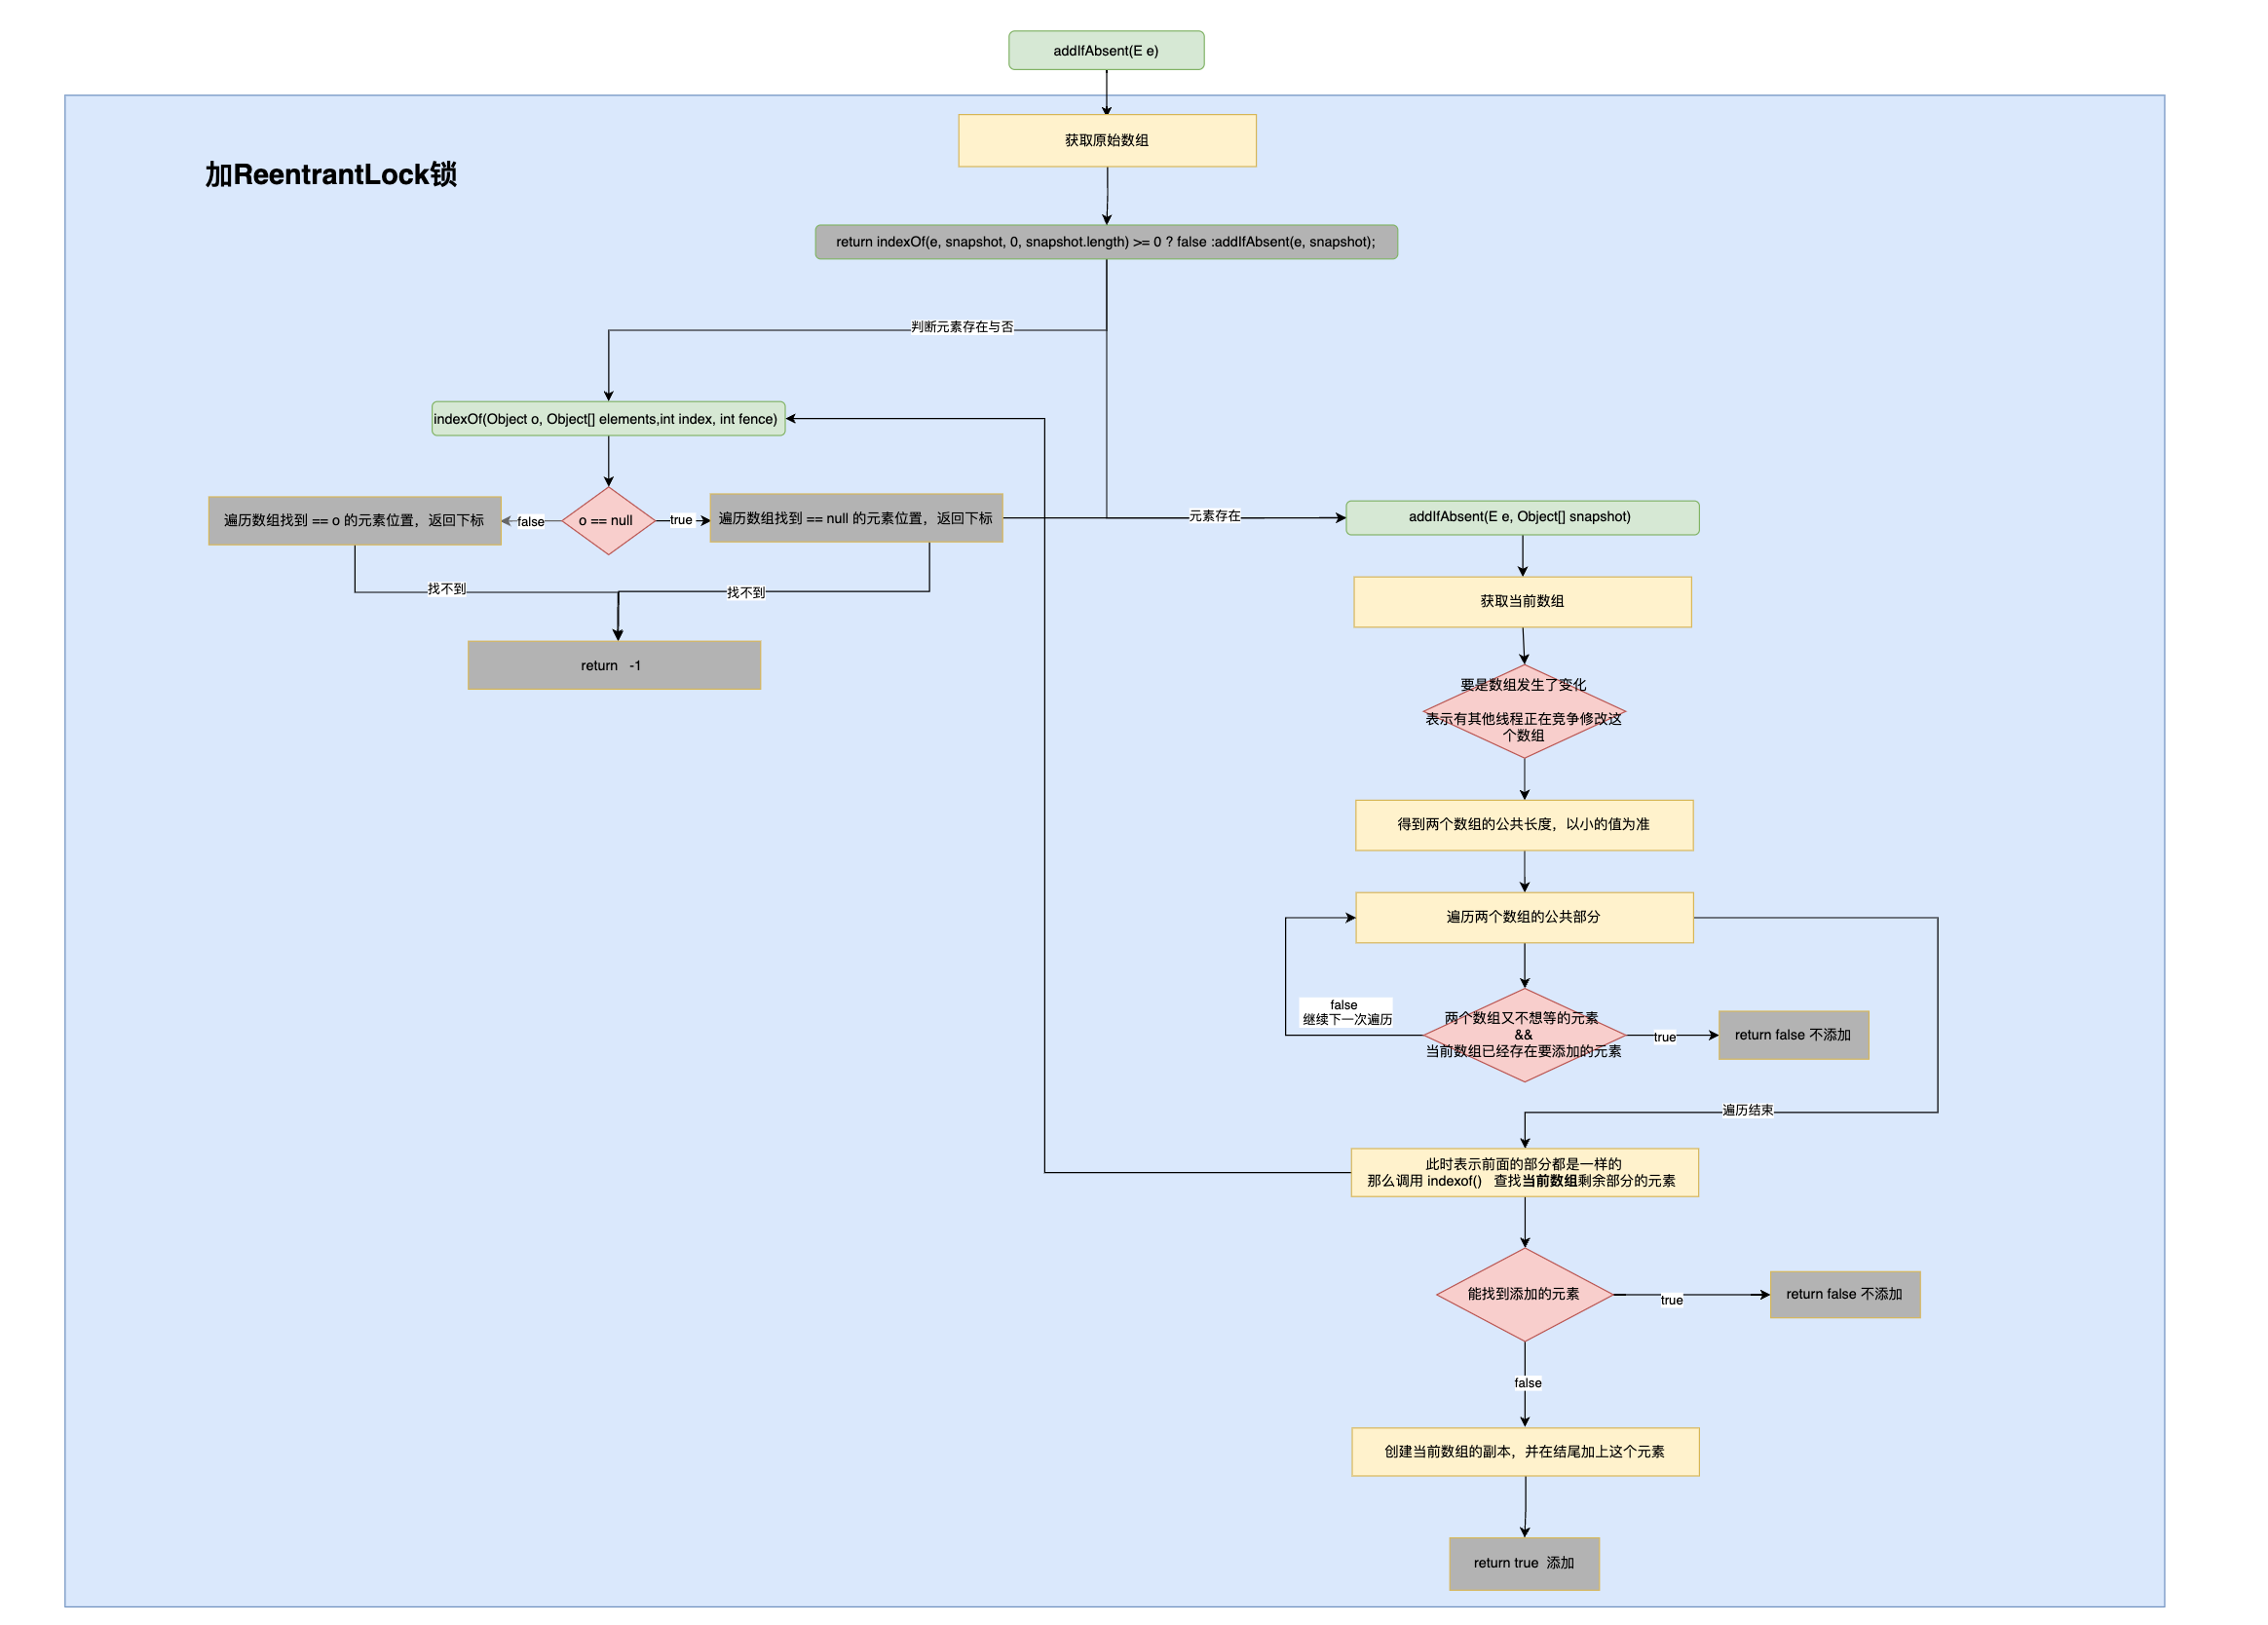 addIfAbsent(E e)
获取原始数组
加ReentrantLock锁
return indexOf(e, snapshot, 0, snapshot.length) >= 0 ? false :addIfAbsent(e, snapshot);
判断元素存在与否
indexOf(Object o, Object[] elements,int index, int fence)
遍历数组找到 == o 的元素位置，返回下标
false
o == null
true
遍历数组找到 == null 的元素位置，返回下标
元素存在
addIfAbsent(E e, Object[] snapshot)
找不到
找不到
return -1
获取当前数组
要是数组发生了变化
表示有其他线程正在竞争修改这
个数组
得到两个数组的公共长度，以小的值为准
遍历两个数组的公共部分
false
继续下一次遍历
两个数组又不想等的元素
&&
当前数组已经存在要添加的元素
true
return false 不添加
遍历结束
此时表示前面的部分都是一样的
那么调用 indexof() 查找当前数组剩余部分的元素
能找到添加的元素
true
return false 不添加
false
创建当前数组的副本，并在结尾加上这个元素
return true 添加